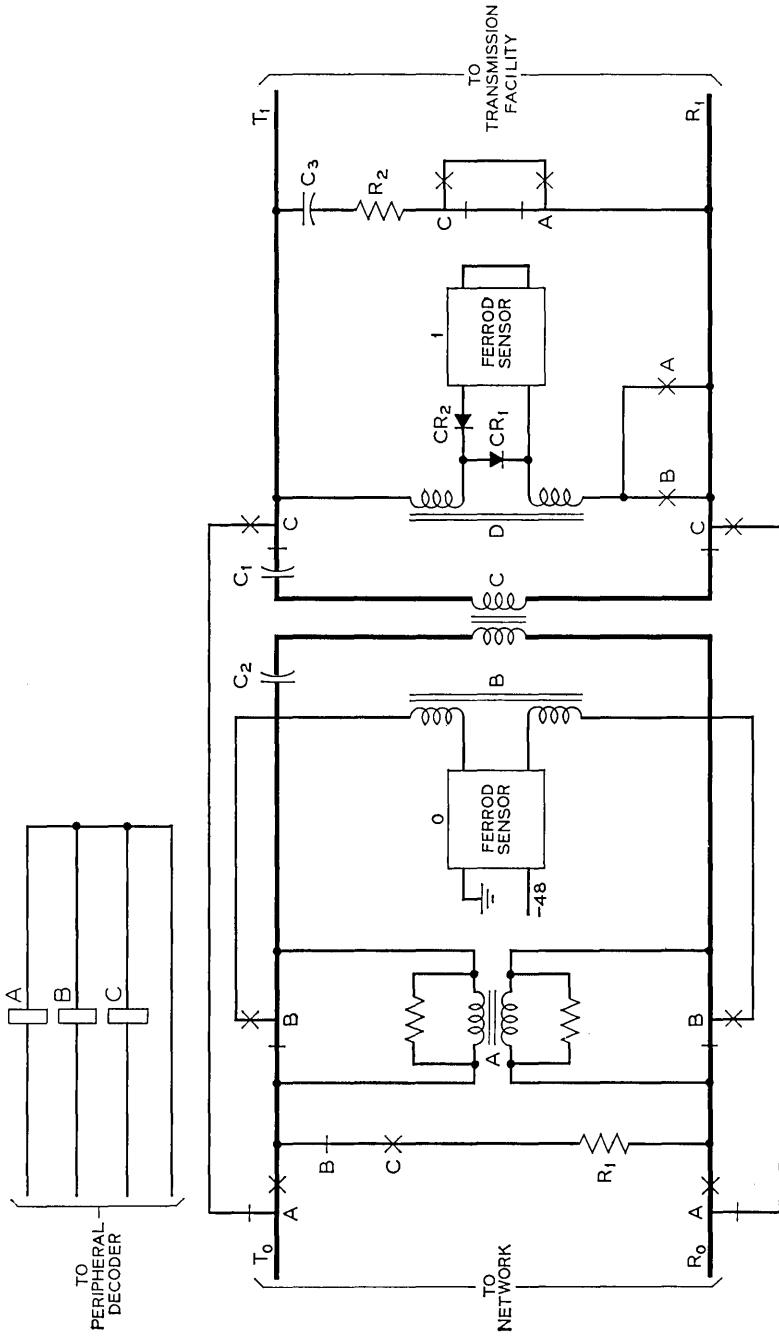 TO
PERIPHERAL
DECODER
A
B
C
T₀
A
B
C
R₁
R₀
A
TO
NETWORK
B
A
B
0
FERROD
SENSOR
-48
B
C₂
C₁
C
C
D
CR₂
CR₁
1
FERROD
SENSOR
B
A
C
C₃
R₂
C
A
T₁
R₁
TO
TRANSMISSION
FACILITY